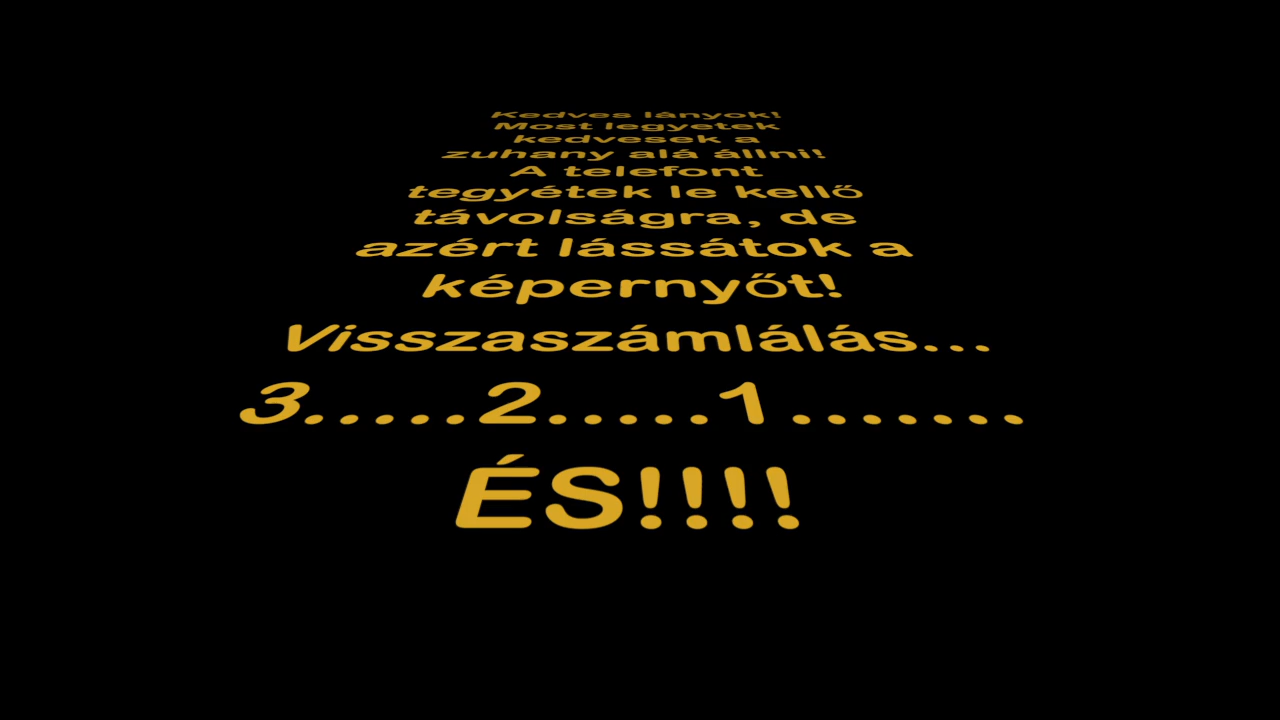 Kedves lányok!
Most legyetek
kedvesek a
zuhany alá állni!
A telefont
tegyétek le kellő
távolságra, de
azért lássátok a
képernyőt!
Visszaszámlálás...
3.....2.....1.......
ÉS!!!!